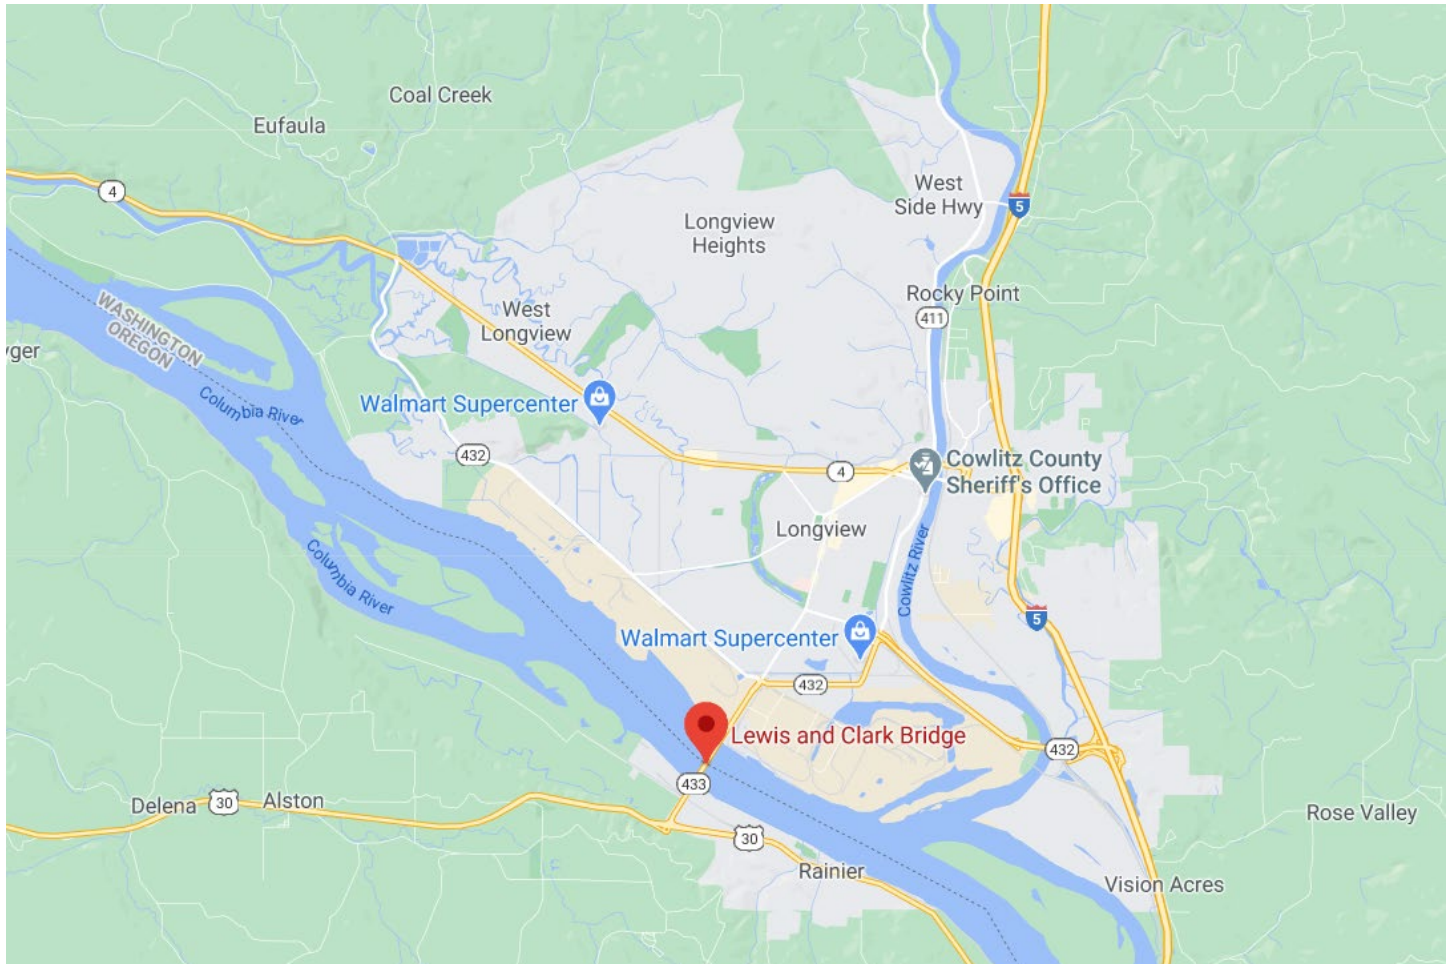 Coal Creek
Eufaula
4
West
Side Hwy
5
Longview
Heights
Rocky Point
WASHINGTON
OREGON
West
Longview
411
Columbia River
Walmart Supercenter
432
4
Cowlitz County
Sheriff's Office
Longview
Columbia River
Cowlitz River
5
Walmart Supercenter
432
Lewis and Clark Bridge
432
433
Delena
30
Alston
30
Rose Valley
Rainier
Vision Acres